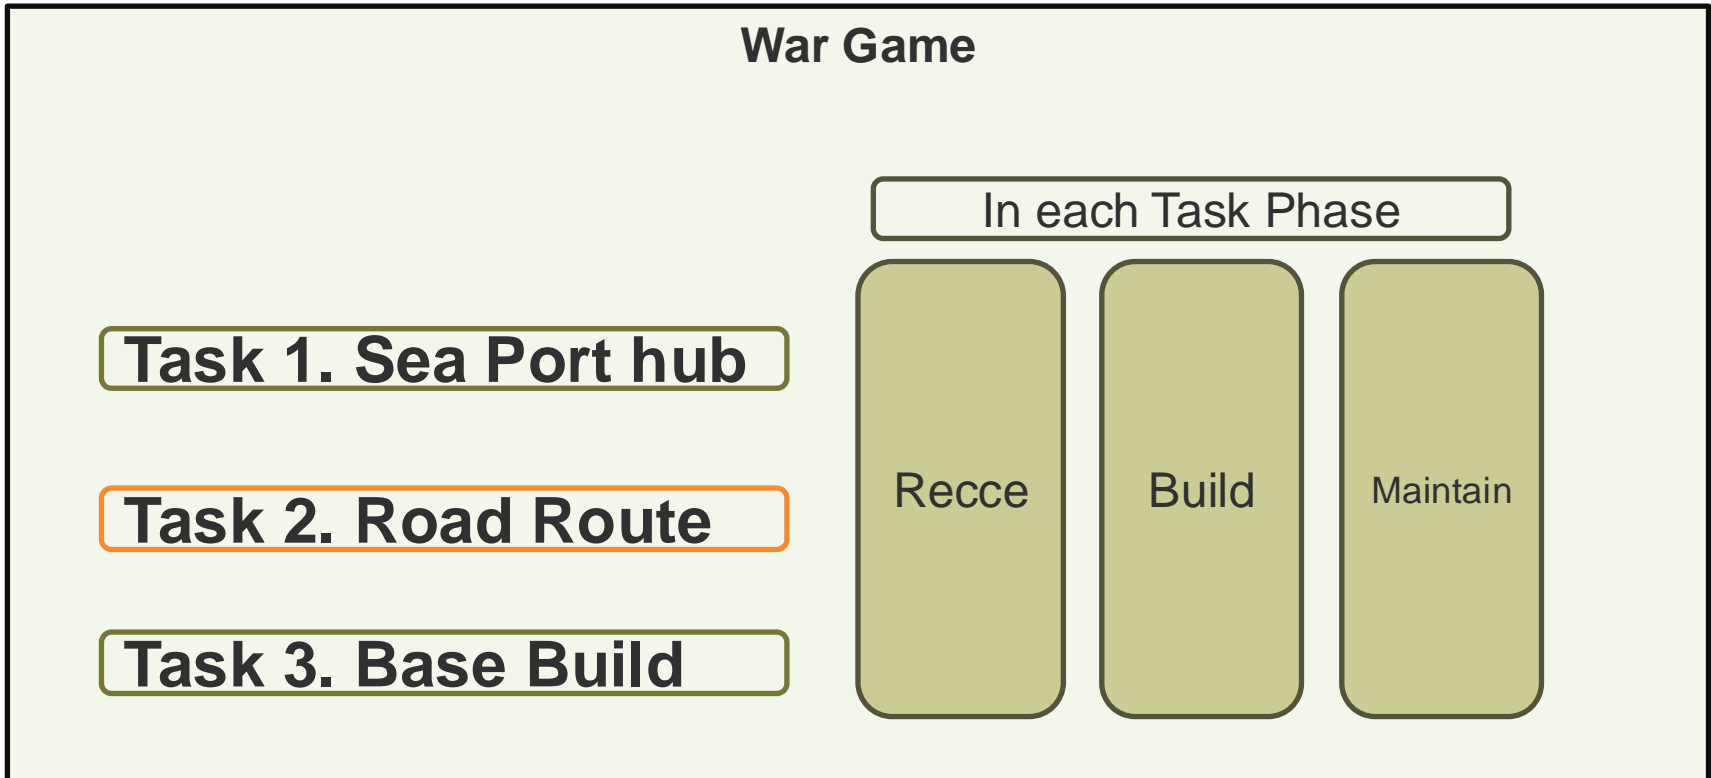 War Game
In each Task Phase
Task 1. Sea Port hub
Task 2. Road Route
Task 3. Base Build
Recce
Build
Maintain